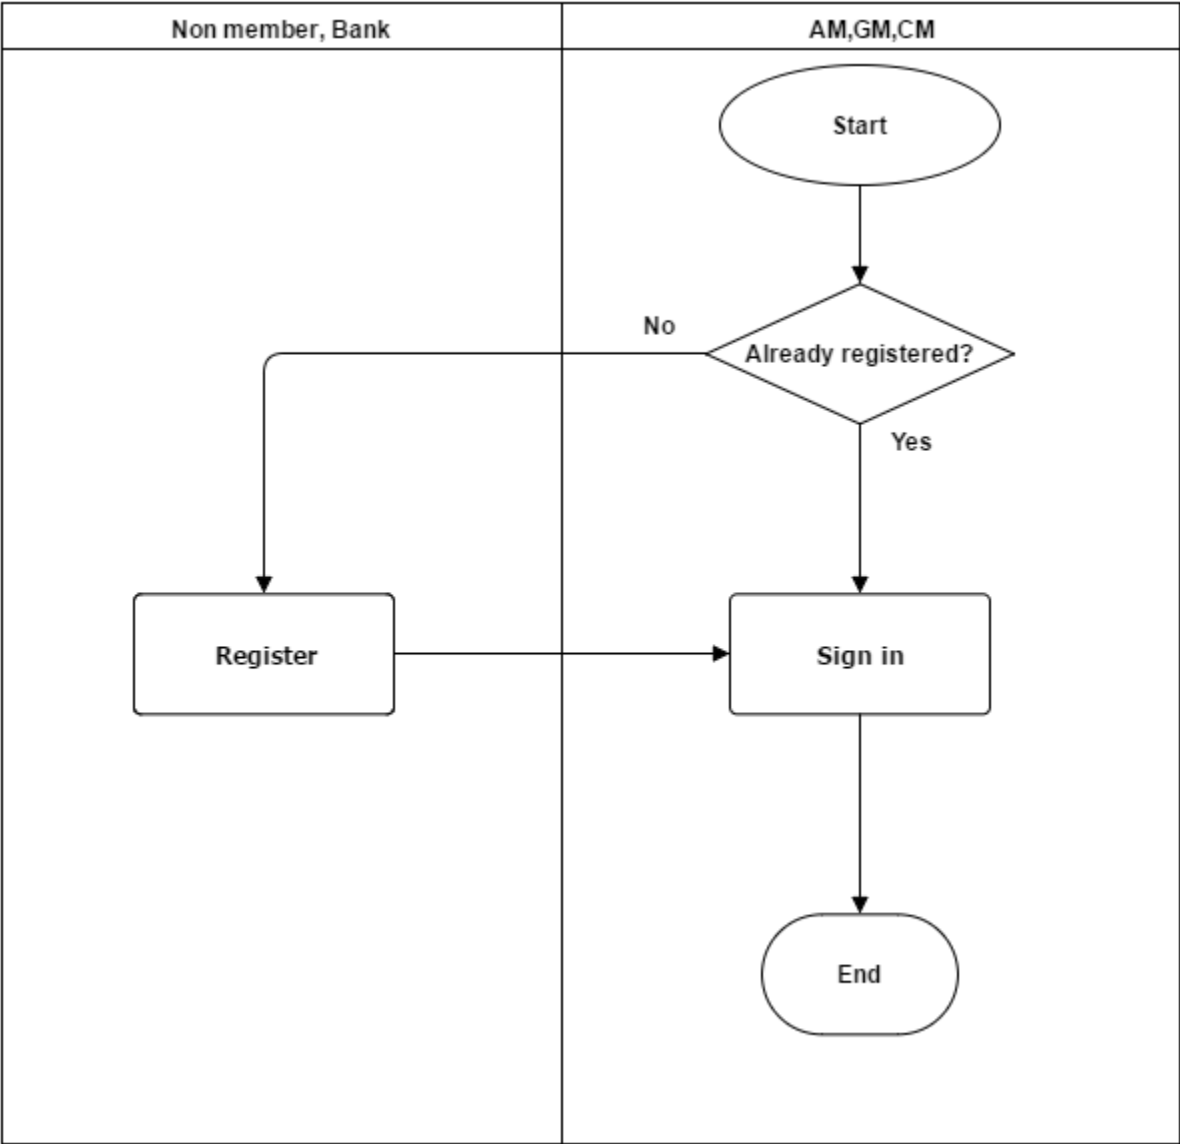 Non member, Bank
AM,GM,CM
Start
No
Already registered?
Yes
Register
Sign in
End